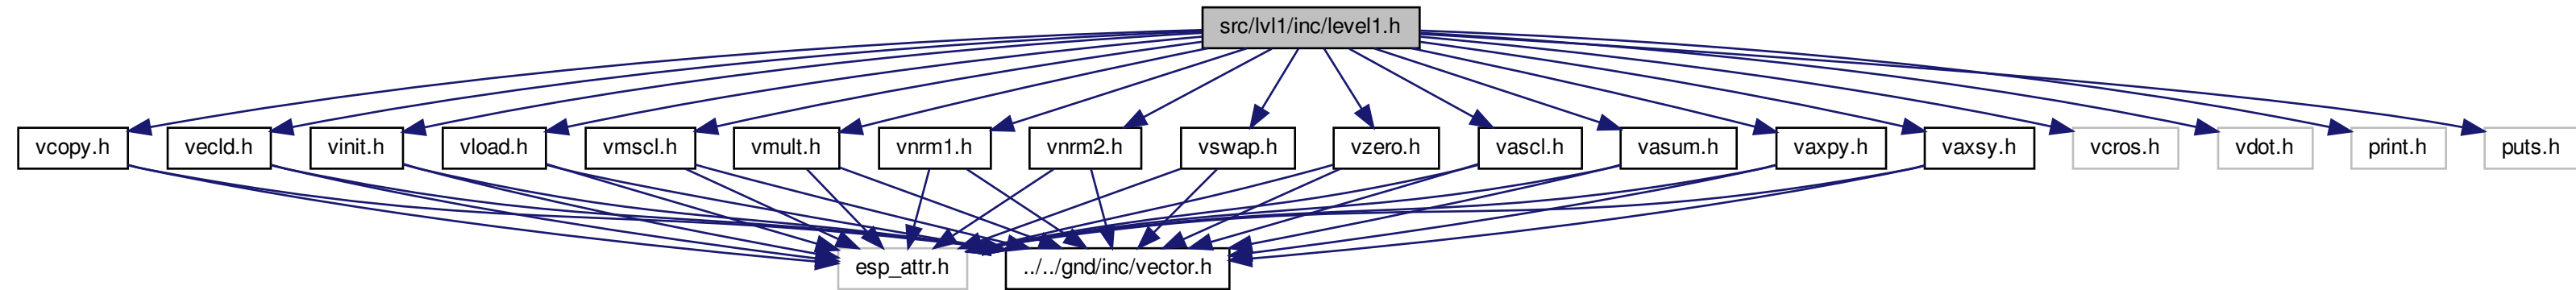 src/lvl1/inc/level1.h
vcopy.h
vecld.h
vinit.h
vload.h
vmscl.h
vmult.h
vnrm1.h
vnrm2.h
vswap.h
vzero.h
vascl.h
vasum.h
vaxpy.h
vaxsy.h
vcros.h
vdot.h
print.h
puts.h
esp_attr.h
../../gnd/inc/vector.h